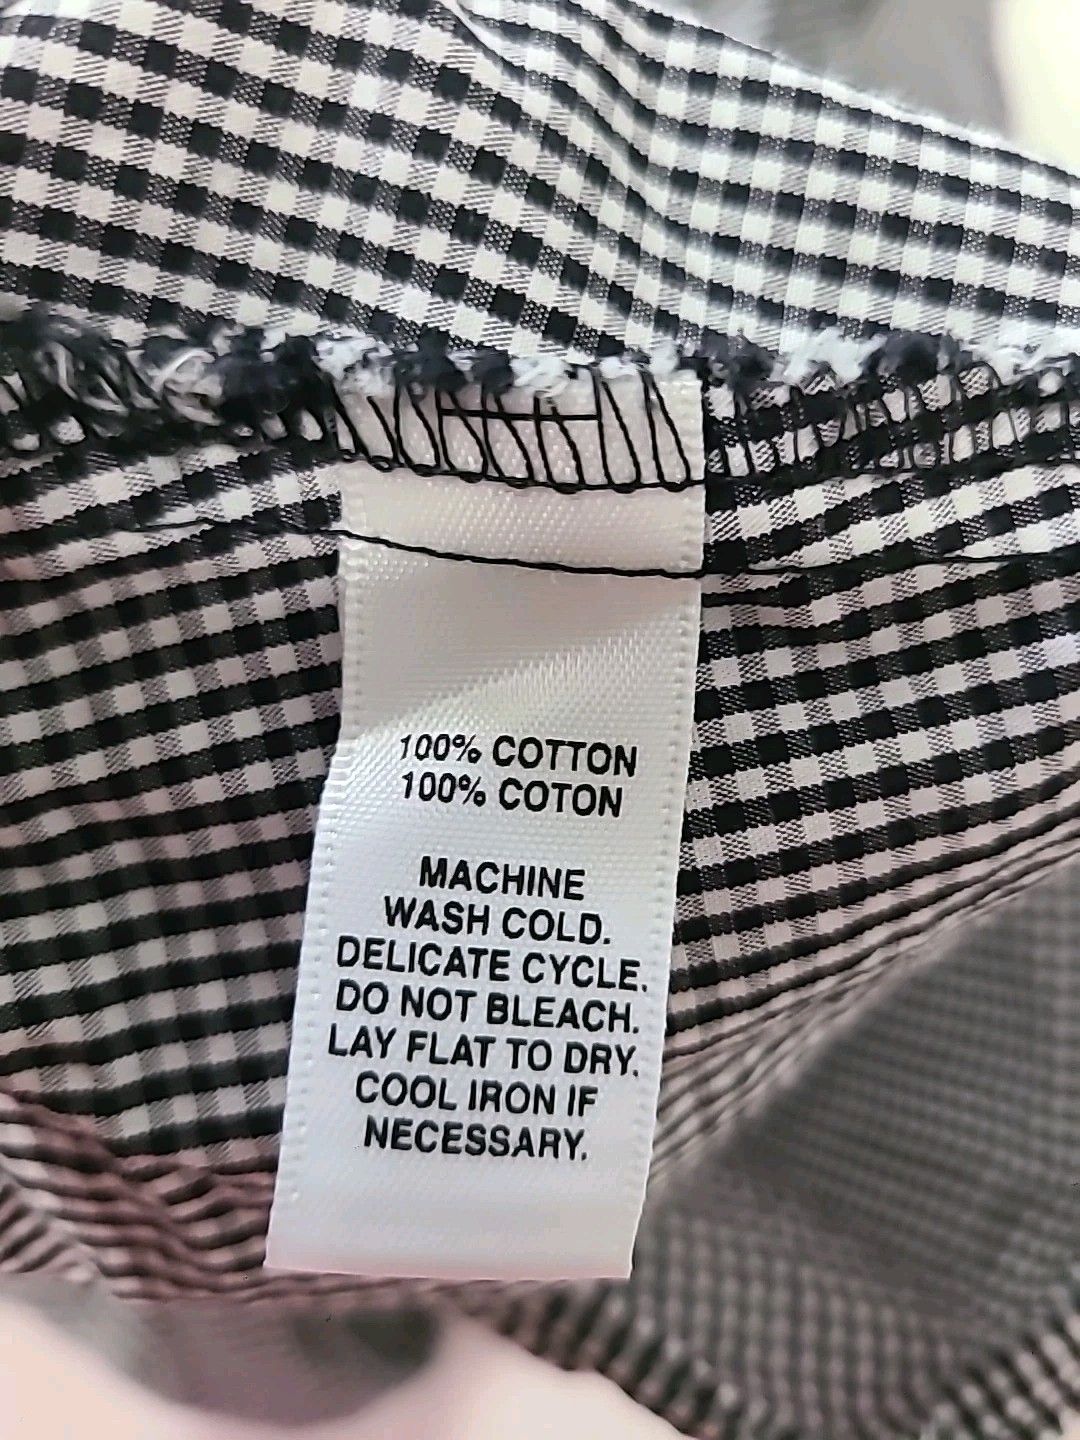 100% COTTON
100% COTON
MACHINE
WASH COLD.
DELICATE CYCLE.
DO NOT BLEACH.
LAY FLAT TO DRY.
COOL IRON IF
NECESSARY.